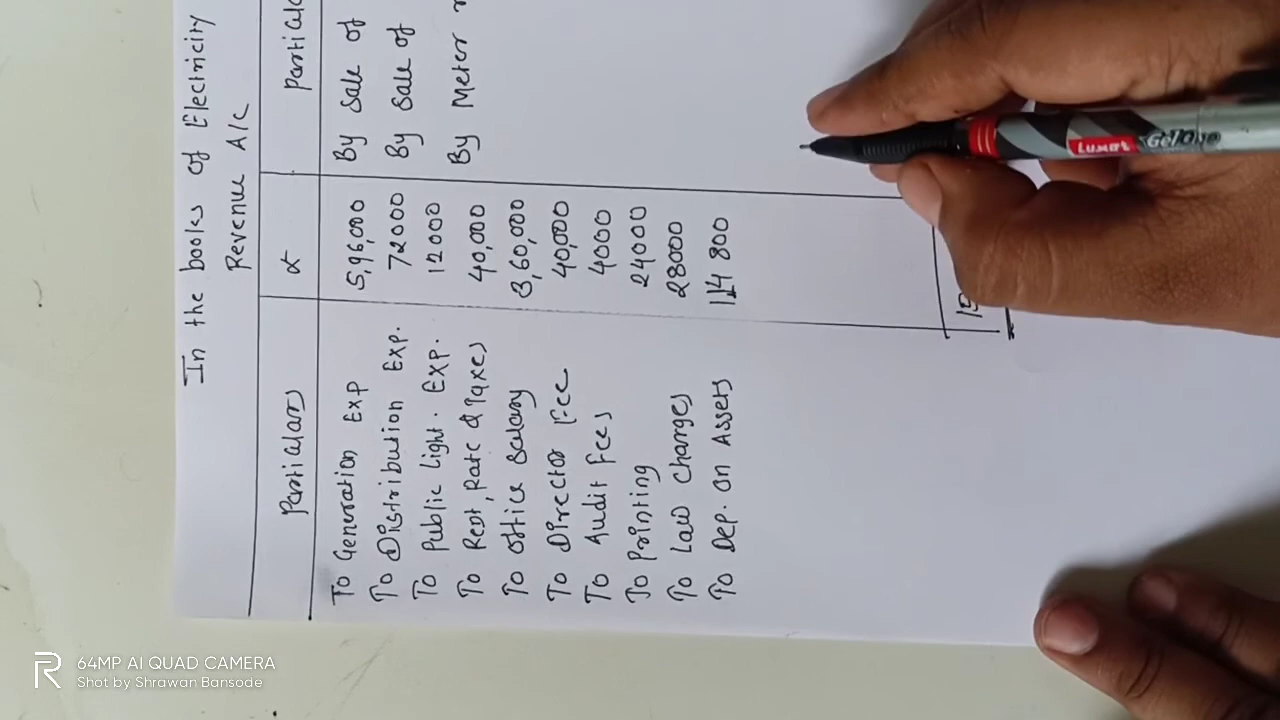 In the books of Electricity
Revenue A/c
Particulars ₹ Particula
To Generation Exp 5,96,000 By Sale of
To Distribution Exp. 72000 By Sale of
To Public Light. Exp. 12000
To Rent, Rate & Taxes 40,000 By Meter
To Office Salary 3,60,000
To Director Fee 40,000
To Audit Fees 4000
To Printing 24000
To Law Charges 28000
To Dep. on Assets 114 800
LUXOR
64MP AI QUAD CAMERA
Shot by Shrawan Bansode